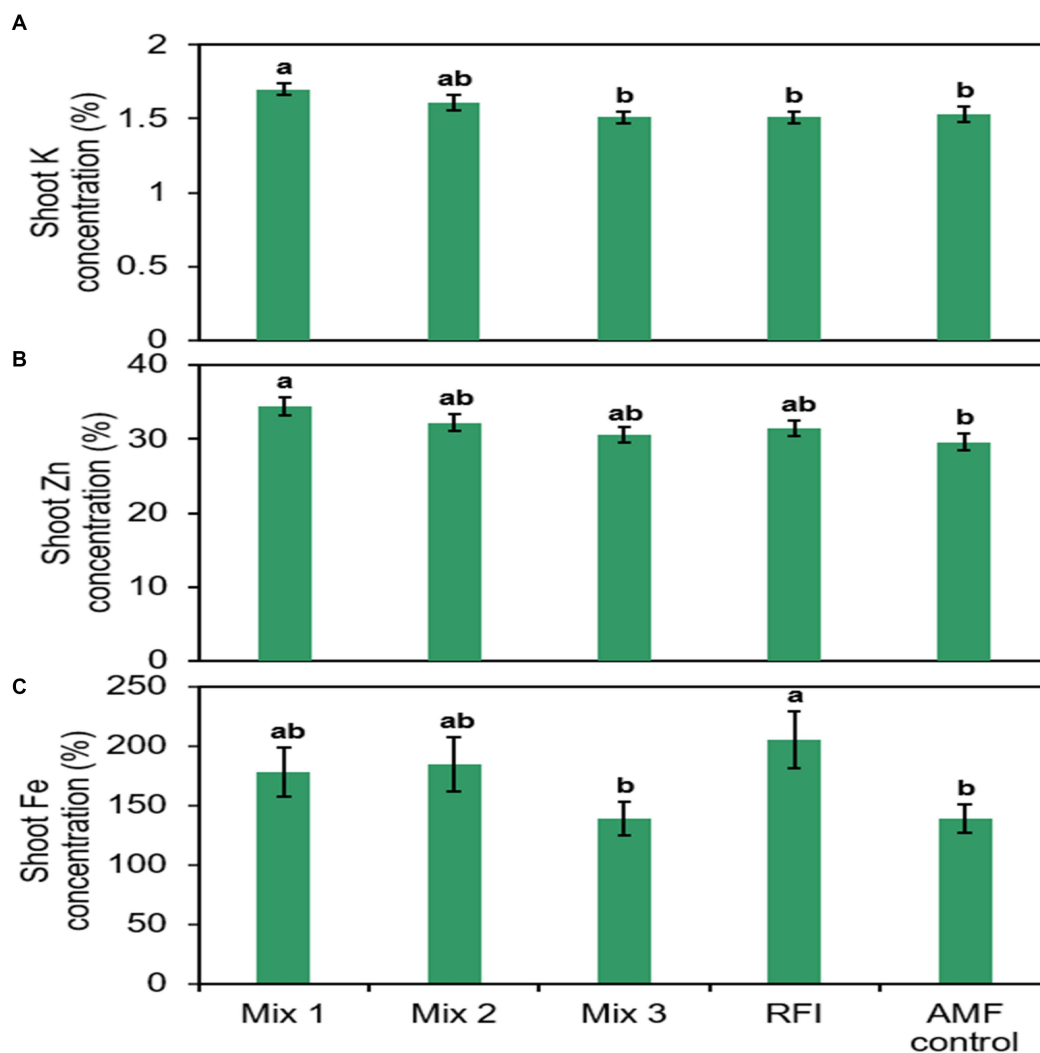 A
Shoot K
concentration (%)
2
1.5
1
0.5
0
a
ab
b
b
b
B
Shoot Zn
concentration (%)
40
30
20
10
0
a
ab
ab
ab
b
C
Shoot Fe
concentration (%)
250
200
150
100
50
0
ab
ab
b
a
b
Mix 1
Mix 2
Mix 3
RFI
AMF
control